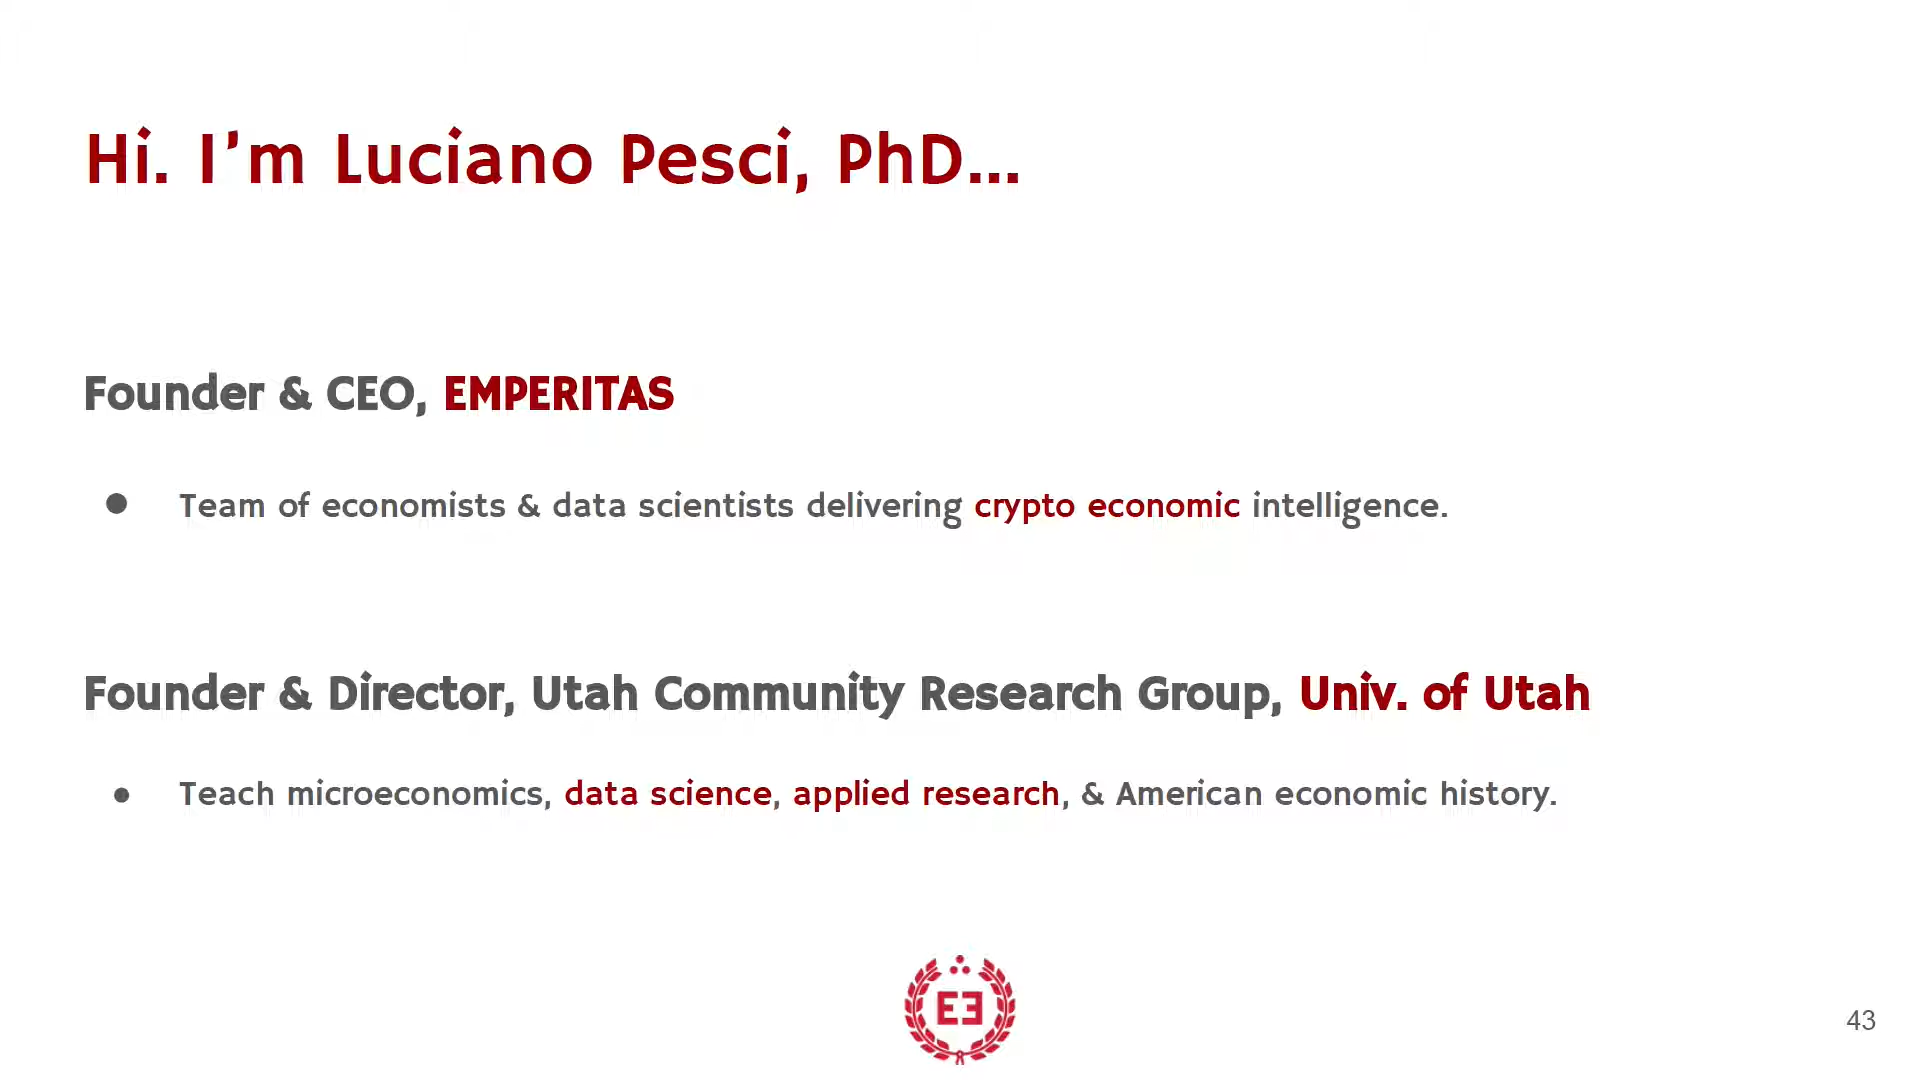 Hi. I’m Luciano Pesci, PhD...
Founder & CEO, EMPERITAS
● Team of economists & data scientists delivering crypto economic intelligence.
Founder & Director, Utah Community Research Group, Univ. of Utah
● Teach microeconomics, data science, applied research, & American economic history.
EƎ
43